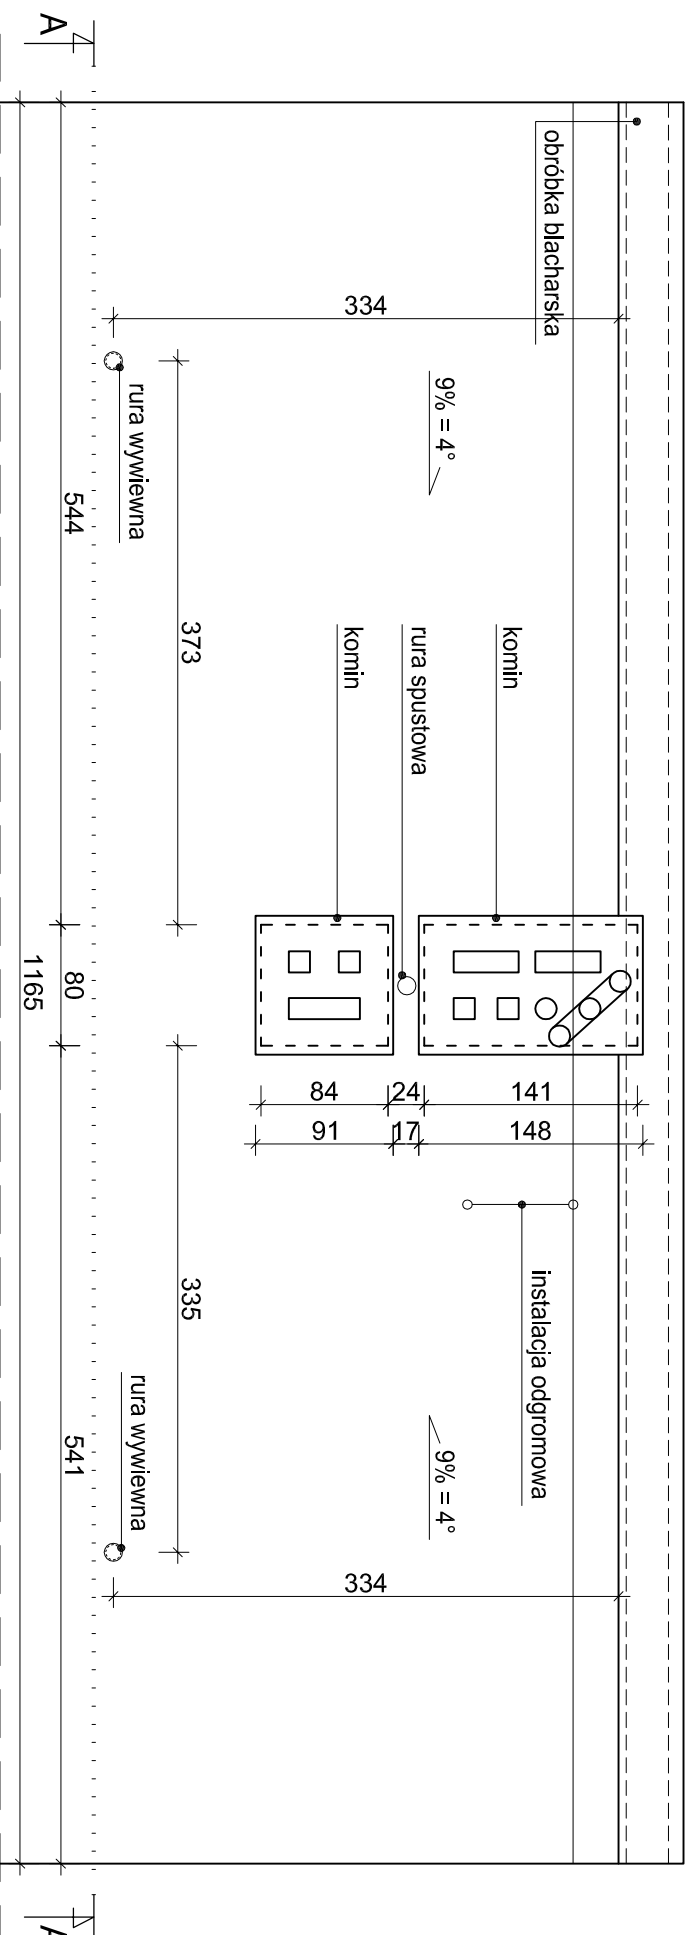 A
obróbka blacharska
334
9% = 4°
rura wywiewna
544
373
komin
rura spustowa
komin
80
1165
84
24
141
91
17
148
instalacja odgromowa
335
9% = 4°
rura wywiewna
541
334
A